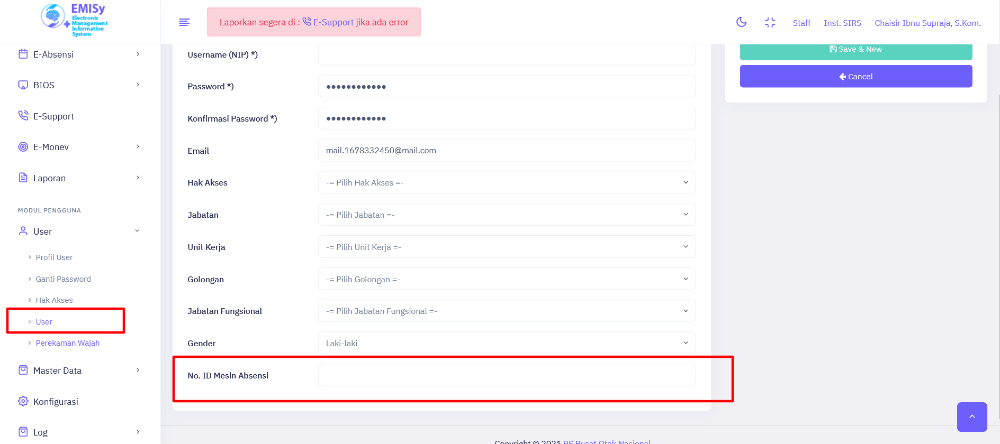 EMISy
Electronic
Management
Information
System
Laporkan segera di : E-Support jika ada error
Staff
Inst. SIRS
Chaisir Ibnu Supraja, S.Kom.
E-Absensi
BIOS
E-Support
E-Monev
Laporan
MODUL PENGGUNA
User
Profil User
Ganti Password
Hak Akses
User
Perekaman Wajah
Master Data
Konfigurasi
Log
Username (NIP) *)
Password *)
●●●●●●●●●●●●
Konfirmasi Password *)
●●●●●●●●●●●●
Email
mail.1678332450@mail.com
Hak Akses
-= Pilih Hak Akses =-
Jabatan
-= Pilih Jabatan =-
Unit Kerja
-= Pilih Unit Kerja =-
Golongan
-= Pilih Golongan =-
Jabatan Fungsional
-= Pilih Jabatan Fungsional =-
Gender
Laki-laki
No. ID Mesin Absensi
Save & New
Cancel
Copyright © 2021 RS Pusat Otak Nasional